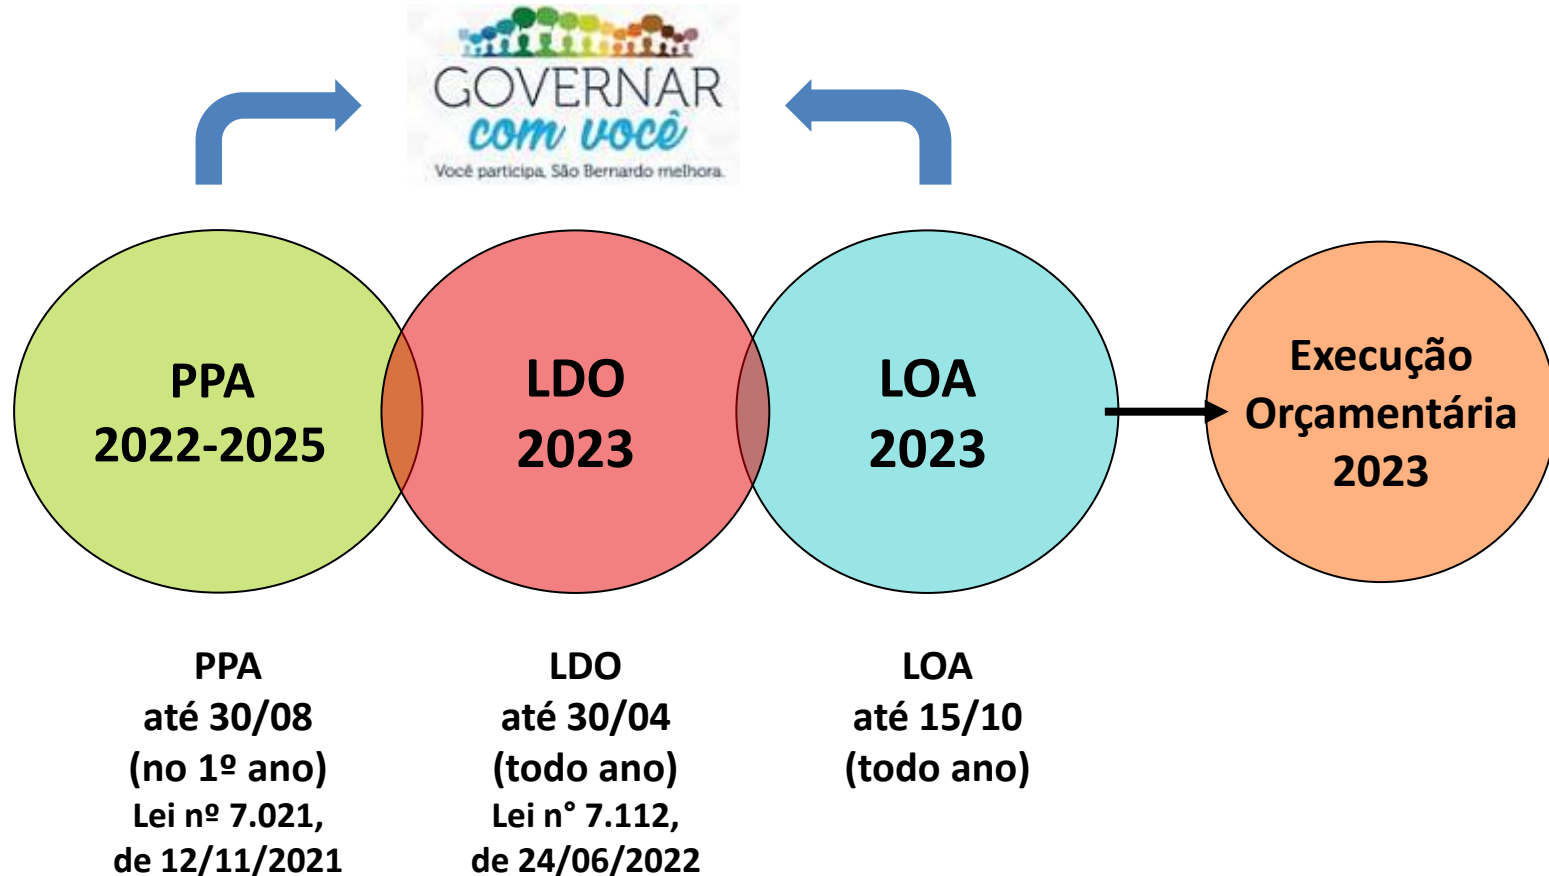 GOVERNAR
com você
Você participa, São Bernardo melhora.
PPA
2022-2025
LDO
2023
LOA
2023
Execução
Orçamentária
2023
PPA
até 30/08
(no 1º ano)
Lei nº 7.021,
de 12/11/2021
LDO
até 30/04
(todo ano)
Lei n° 7.112,
de 24/06/2022
LOA
até 15/10
(todo ano)